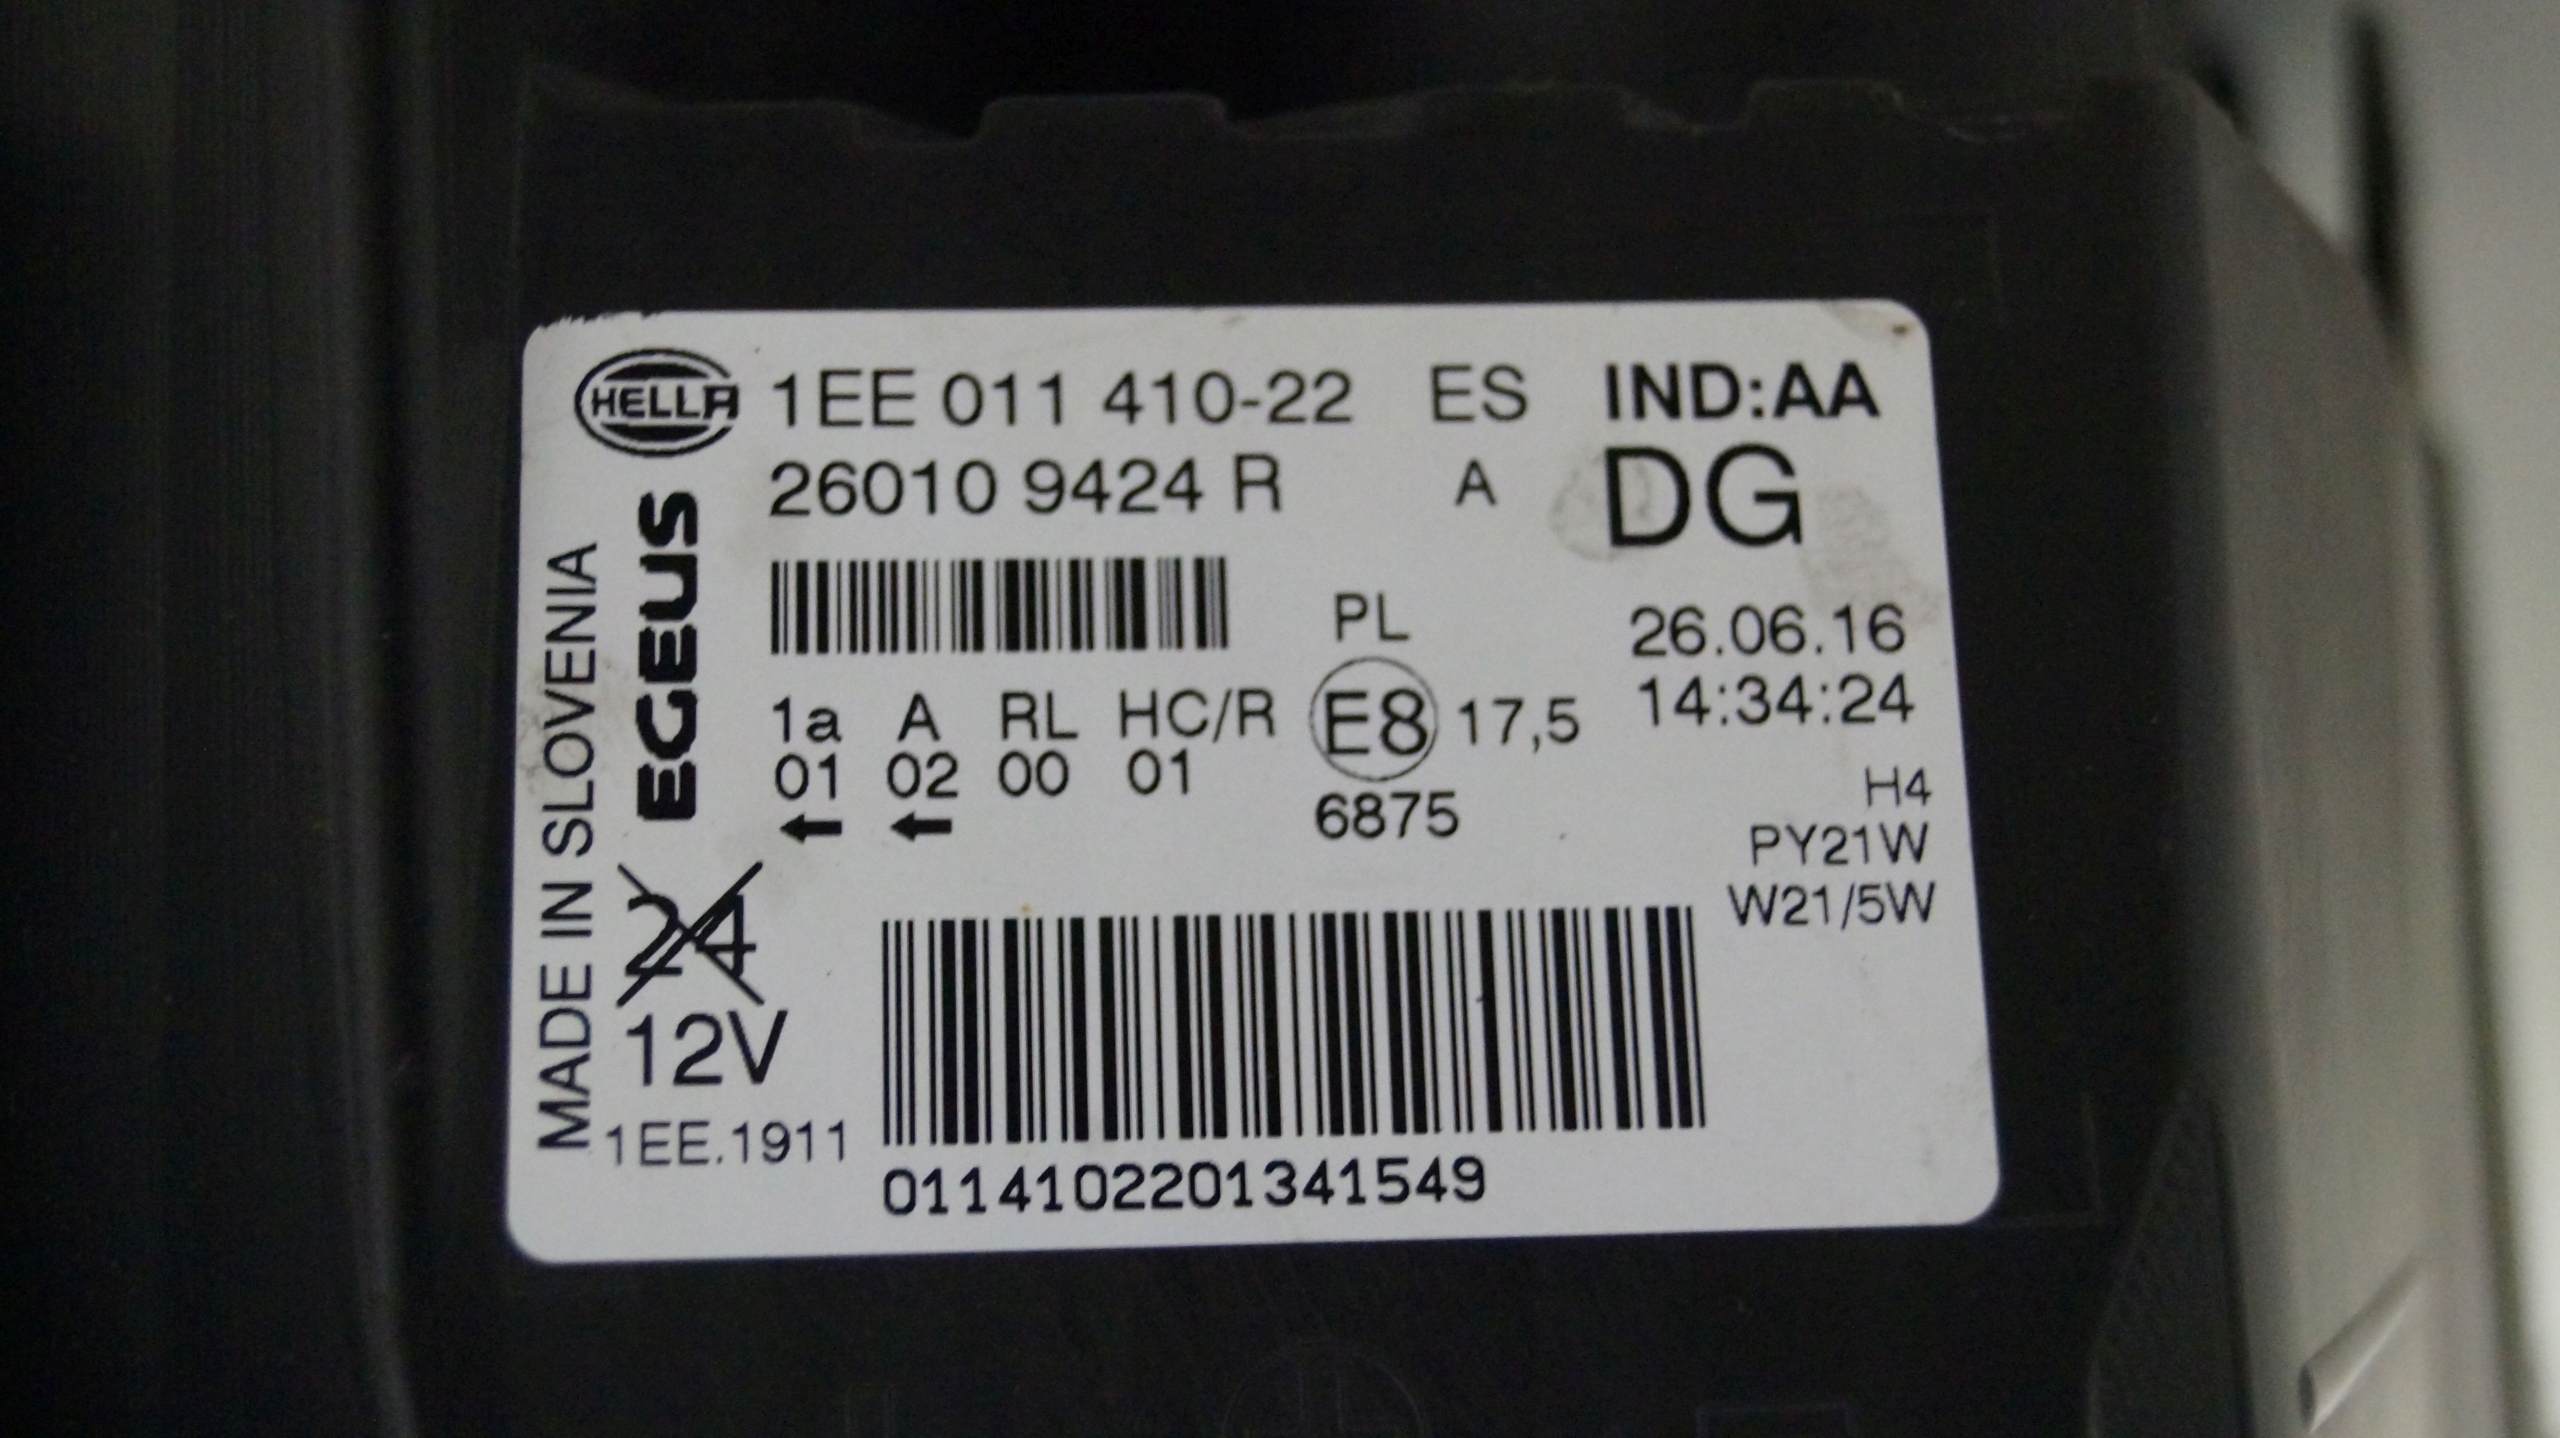 HELLA 1EE 011 410-22 ES IND:AA
26010 9424 R A DG
MADE IN SLOVENIA
EGEUS
PL 26.06.16
1a A RL HC/R E8 17,5 14:34:24
01 02 00 01
6875
H4
PY21W
W21/5W
24
12V
1EE.1911
0114102201341549